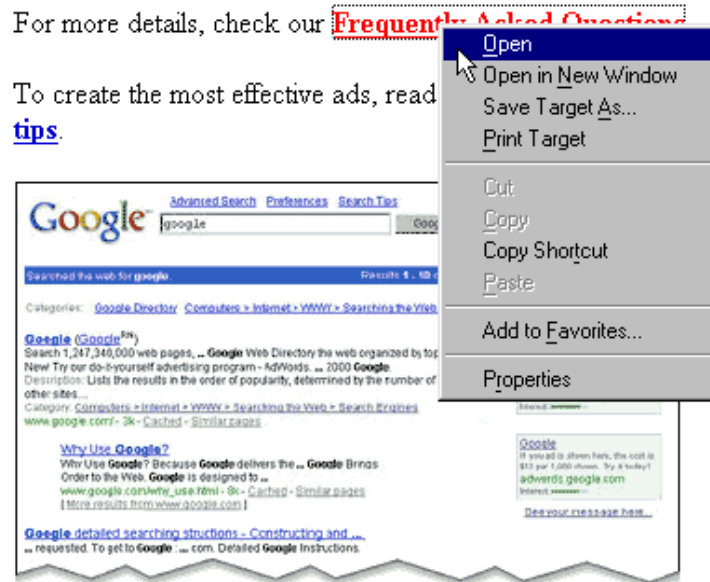 For more details, check our Frequently Asked Questions
To create the most effective ads, read
tips.
Open
Open in New Window
Save Target As...
Print Target
Cut
Copy
Copy Shortcut
Paste
Add to Favorites...
Properties
Google
Advanced Search Preferences Search Tips
google
Searched the web for google. Results 1 - 10
Categories: Google Directory Computers > Internet > WWW > Searching the Web
Google (Google RN)
Search 1,247,340,000 web pages, ... Google Web Directory the web organized by top
New Try our do-it-yourself advertising program - AdWords. ... 2000 Google.
Description: Lists the results in the order of popularity, determined by the number of
other sites...
Category: Computers > Internet > WWW > Searching the Web > Search Engines
www.google.com/ - 3k - Cached - Similar pages
Why Use Google?
Why Use Google? Because Google delivers the ... Google Brings
Order to the Web. Google is designed to ...
www.google.com/why_use.html - 8k - Cached - Similar pages
[ More results from www.google.com ]
Google detailed searching structions - Constructing and ...
... requested. To get to Google : ... com. Detailed Google Instructions.
Interest:
Google
If your ad is shown here, the cost is
$13 per 1,000 shown. Try it today!
adwords.google.com
Interest:
See your message here...